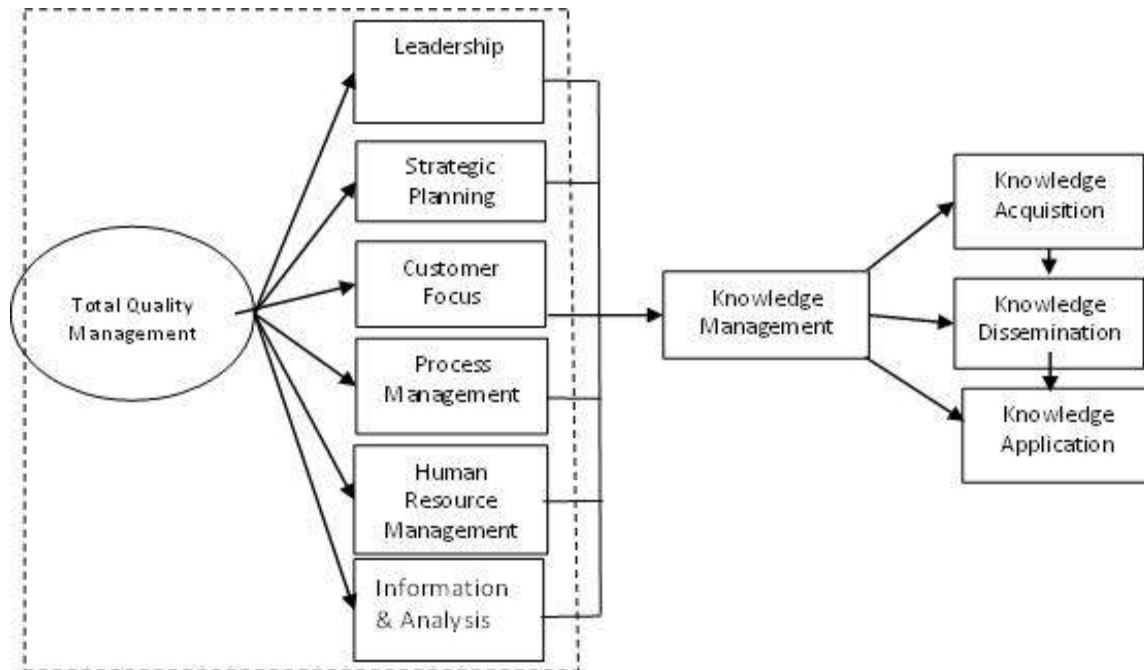 Leadership
Strategic
Planning
Customer
Focus
Total Quality
Management
Process
Management
Human
Resource
Management
Information
& Analysis
Knowledge
Management
Knowledge
Acquisition
Knowledge
Dissemination
Knowledge
Application